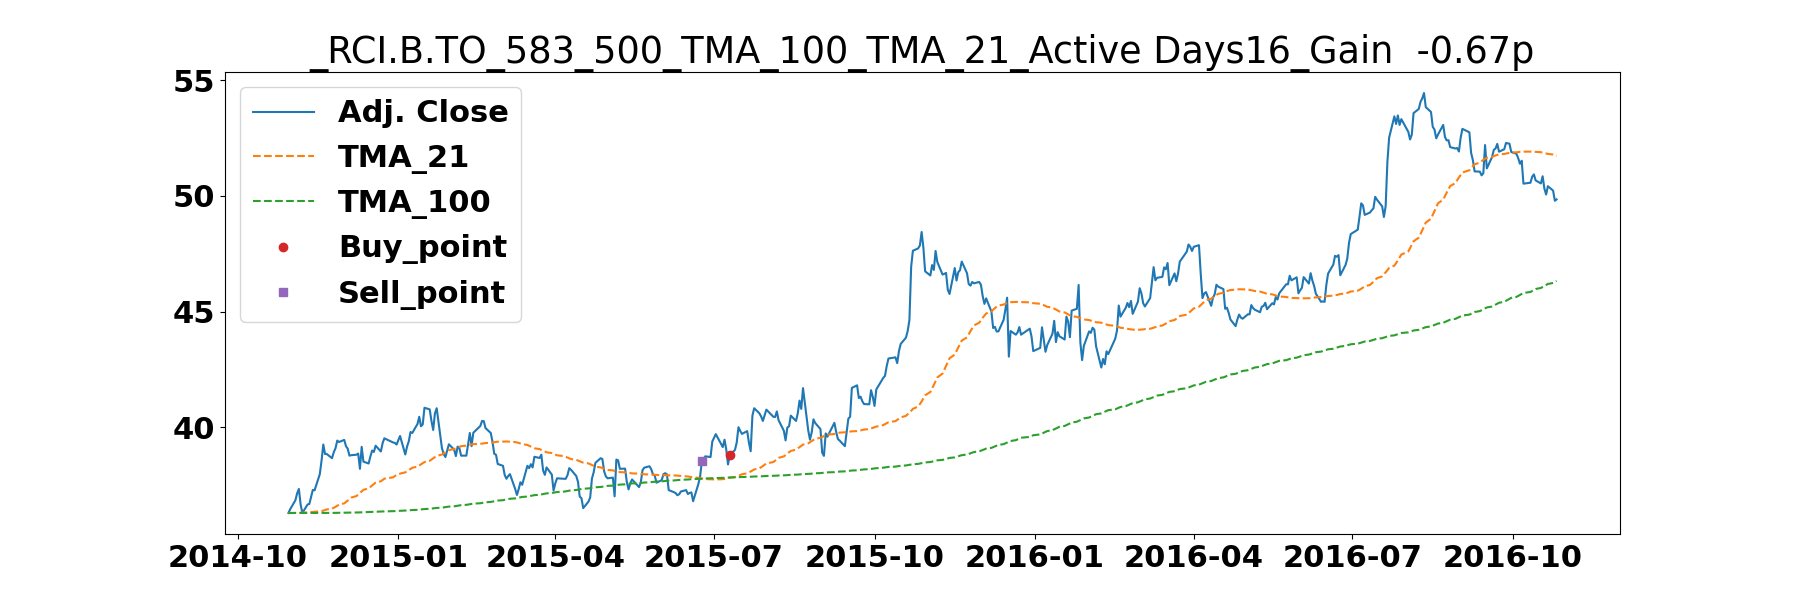 _RCI.B.TO_583_500_TMA_100_TMA_21_Active Days16_Gain  -0.67p
55
50
45
40
Adj. Close
TMA_21
TMA_100
Buy_point
Sell_point
2014-10 2015-01 2015-04 2015-07 2015-10 2016-01 2016-04 2016-07 2016-10